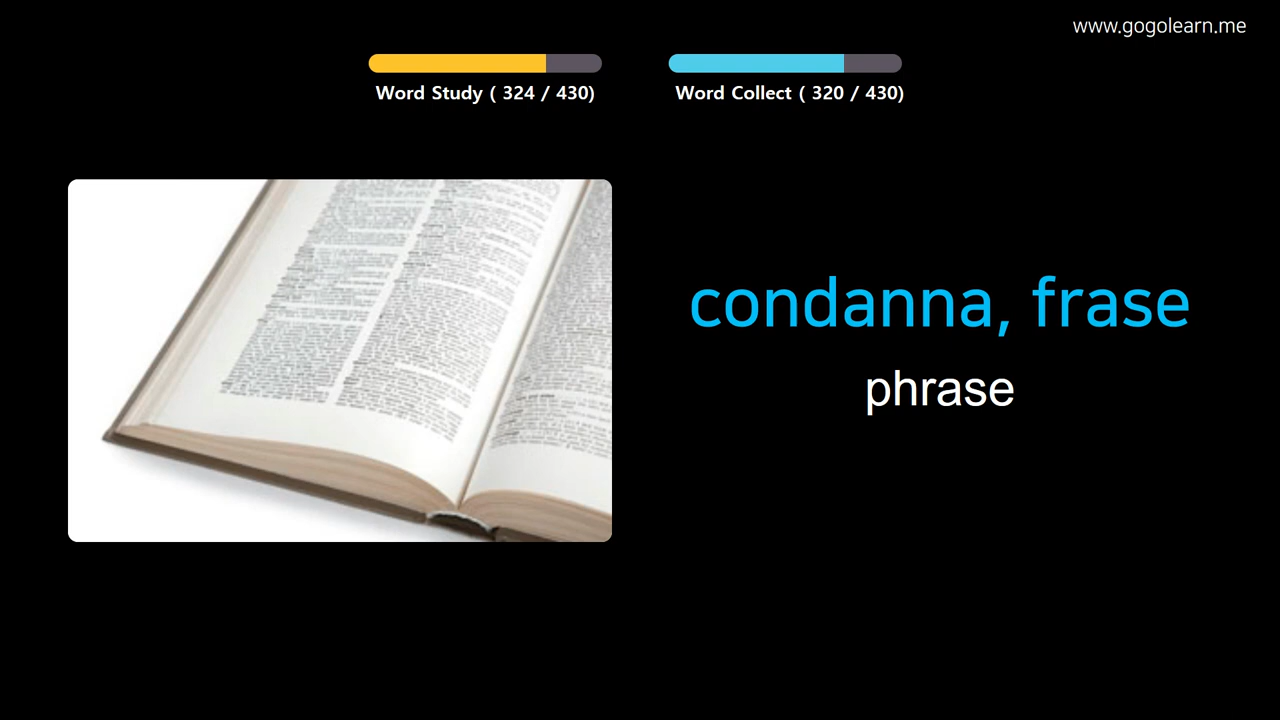 www.gogolearn.me
Word Study ( 324 / 430)
Word Collect ( 320 / 430)
condanna, frase
phrase